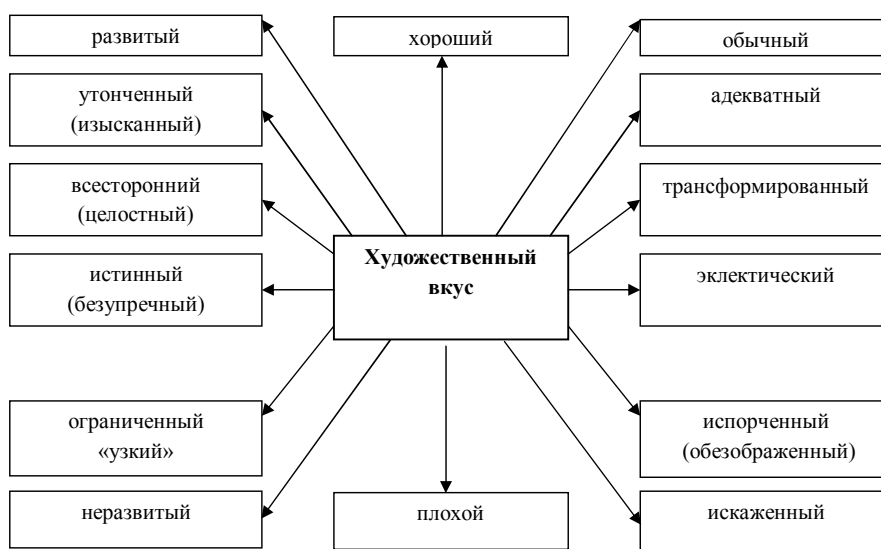 развитый
хороший
обычный
утонченный
(изысканный)
адекватный
всесторонний
(целостный)
трансформированный
Художественный
вкус
истинный
(безупречный)
эклектический
ограниченный
«узкий»
испорченный
(обезображенный)
неразвитый
плохой
искаженный